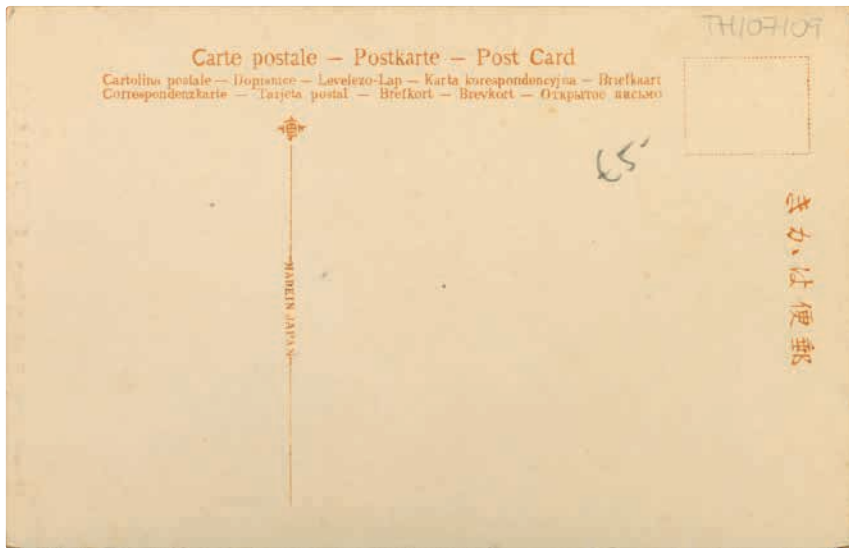 TH/07/09
Carte postale – Postkarte – Post Card
Cartolina postale – Dopisnice – Levelezo-Lap – Karta korespondencyjna – Briefkaart
Correspondenzkarte – Tarjeta postal – Brefkort – Brevkort – Открытое письмо
MADE IN JAPAN
きかは便郵